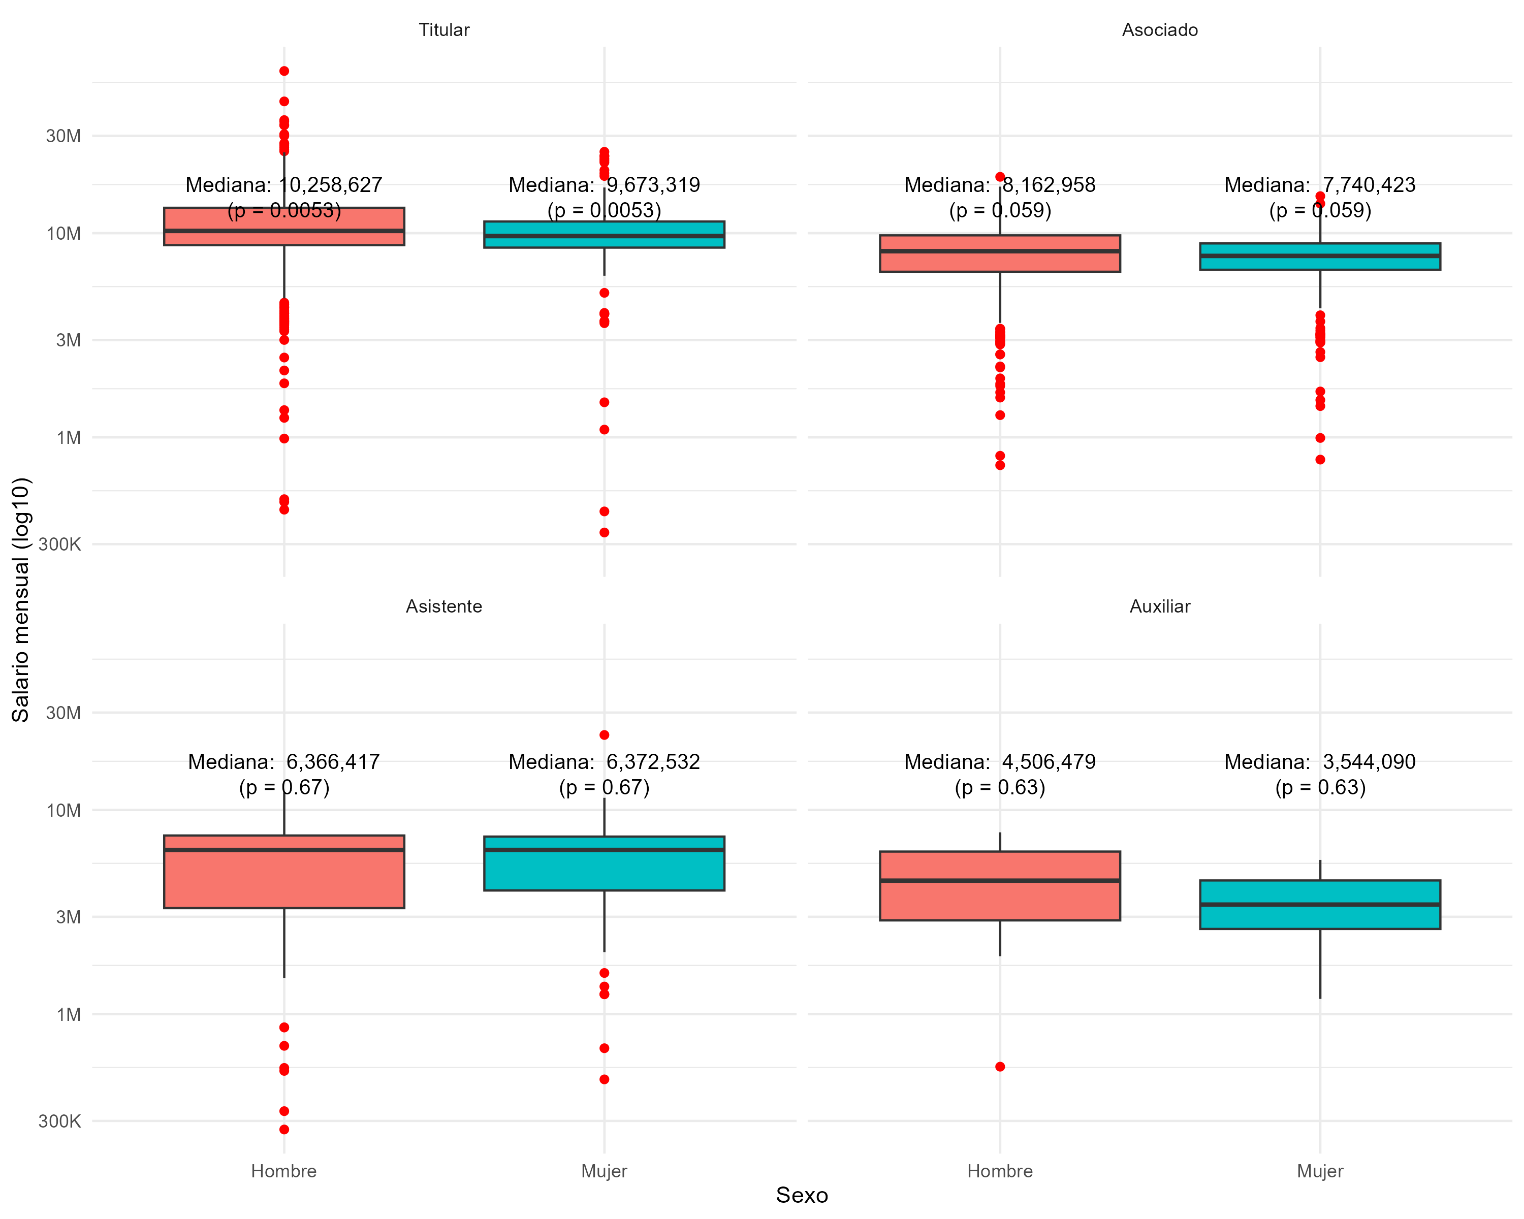 Titular
Asociado
30M
10M
3M
1M
300K
Mediana: 10,258,627
(p = 0.0053)
Mediana:  9,673,319
(p = 0.0053)
Mediana:  8,162,958
(p = 0.059)
Mediana:  7,740,423
(p = 0.059)
Salario mensual (log10)
Asistente
Auxiliar
30M
10M
3M
1M
300K
Mediana:  6,366,417
(p = 0.67)
Mediana:  6,372,532
(p = 0.67)
Mediana:  4,506,479
(p = 0.63)
Mediana:  3,544,090
(p = 0.63)
Hombre
Mujer
Hombre
Mujer
Sexo